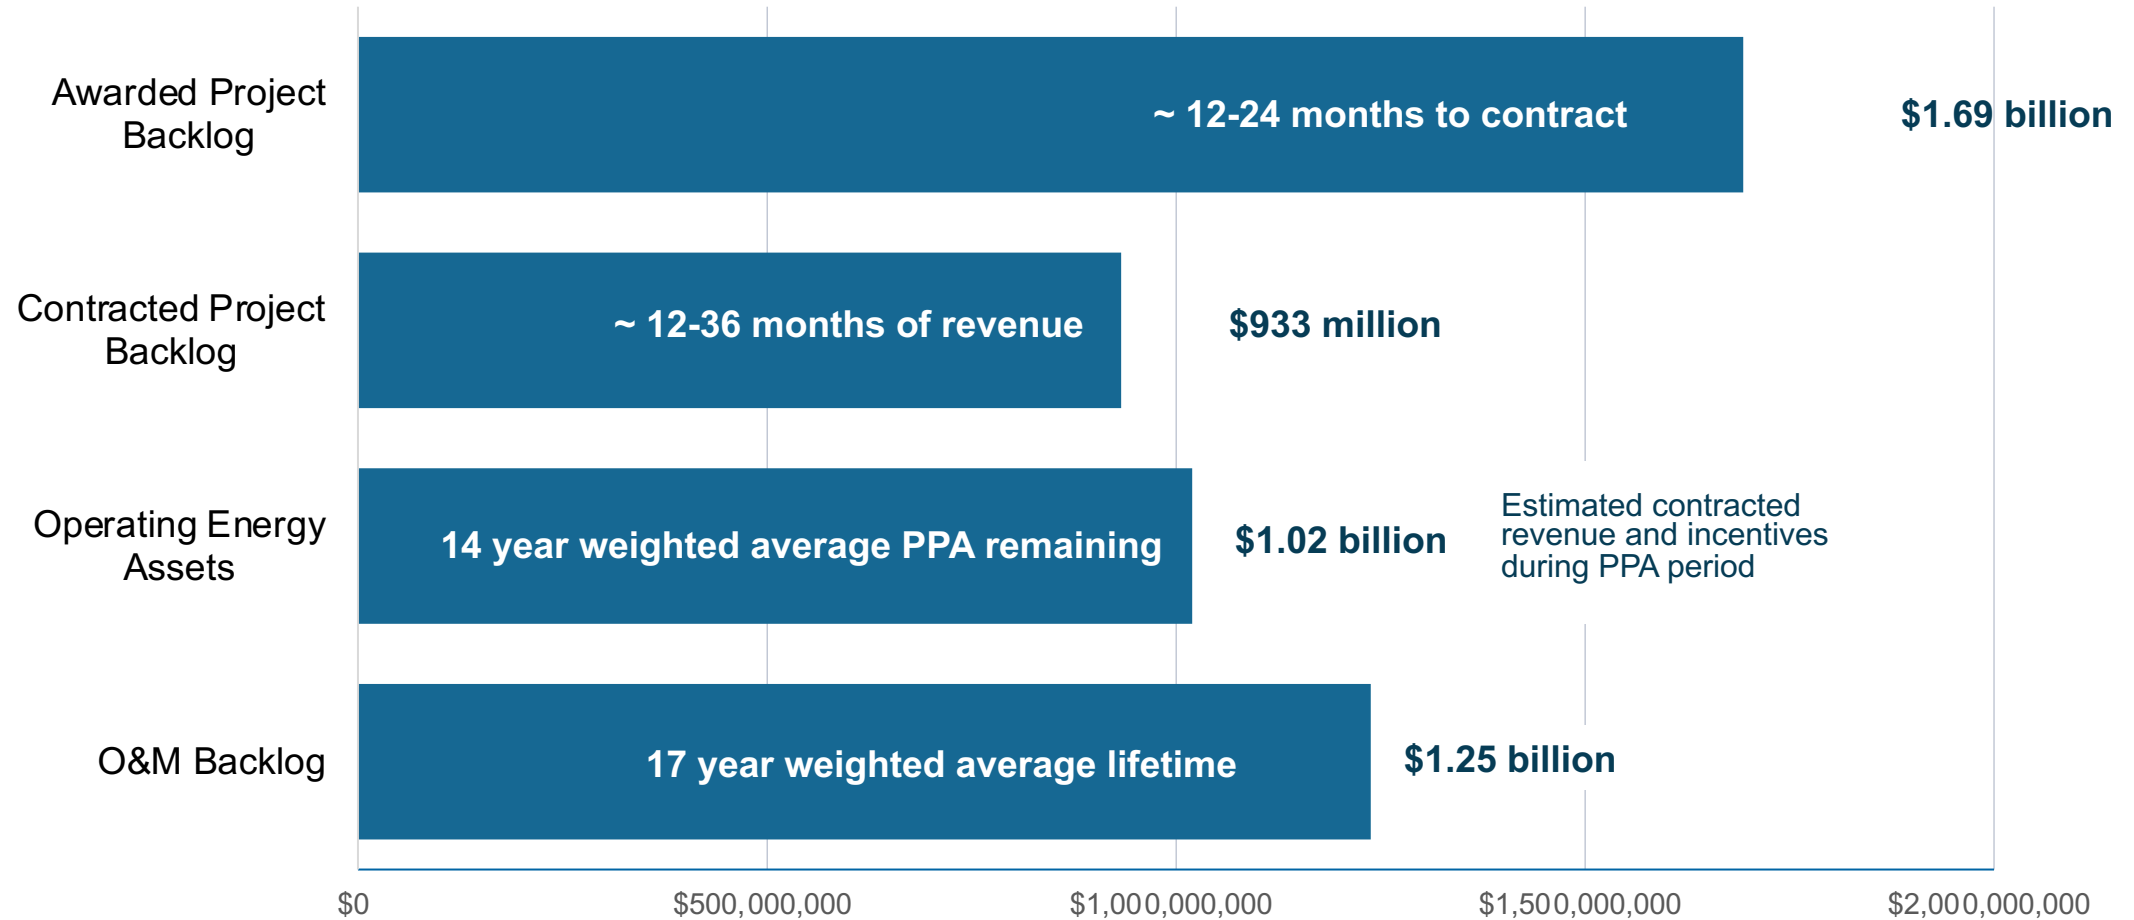 Awarded Project
Backlog
~ 12-24 months to contract
$1.69 billion
Contracted Project
Backlog
~ 12-36 months of revenue
$933 million
Operating Energy
Assets
14 year weighted average PPA remaining
$1.02 billion
Estimated contracted
revenue and incentives
during PPA period
O&M Backlog
17 year weighted average lifetime
$1.25 billion
$0
$500,000,000
$1,000,000,000
$1,500,000,000
$2,000,000,000